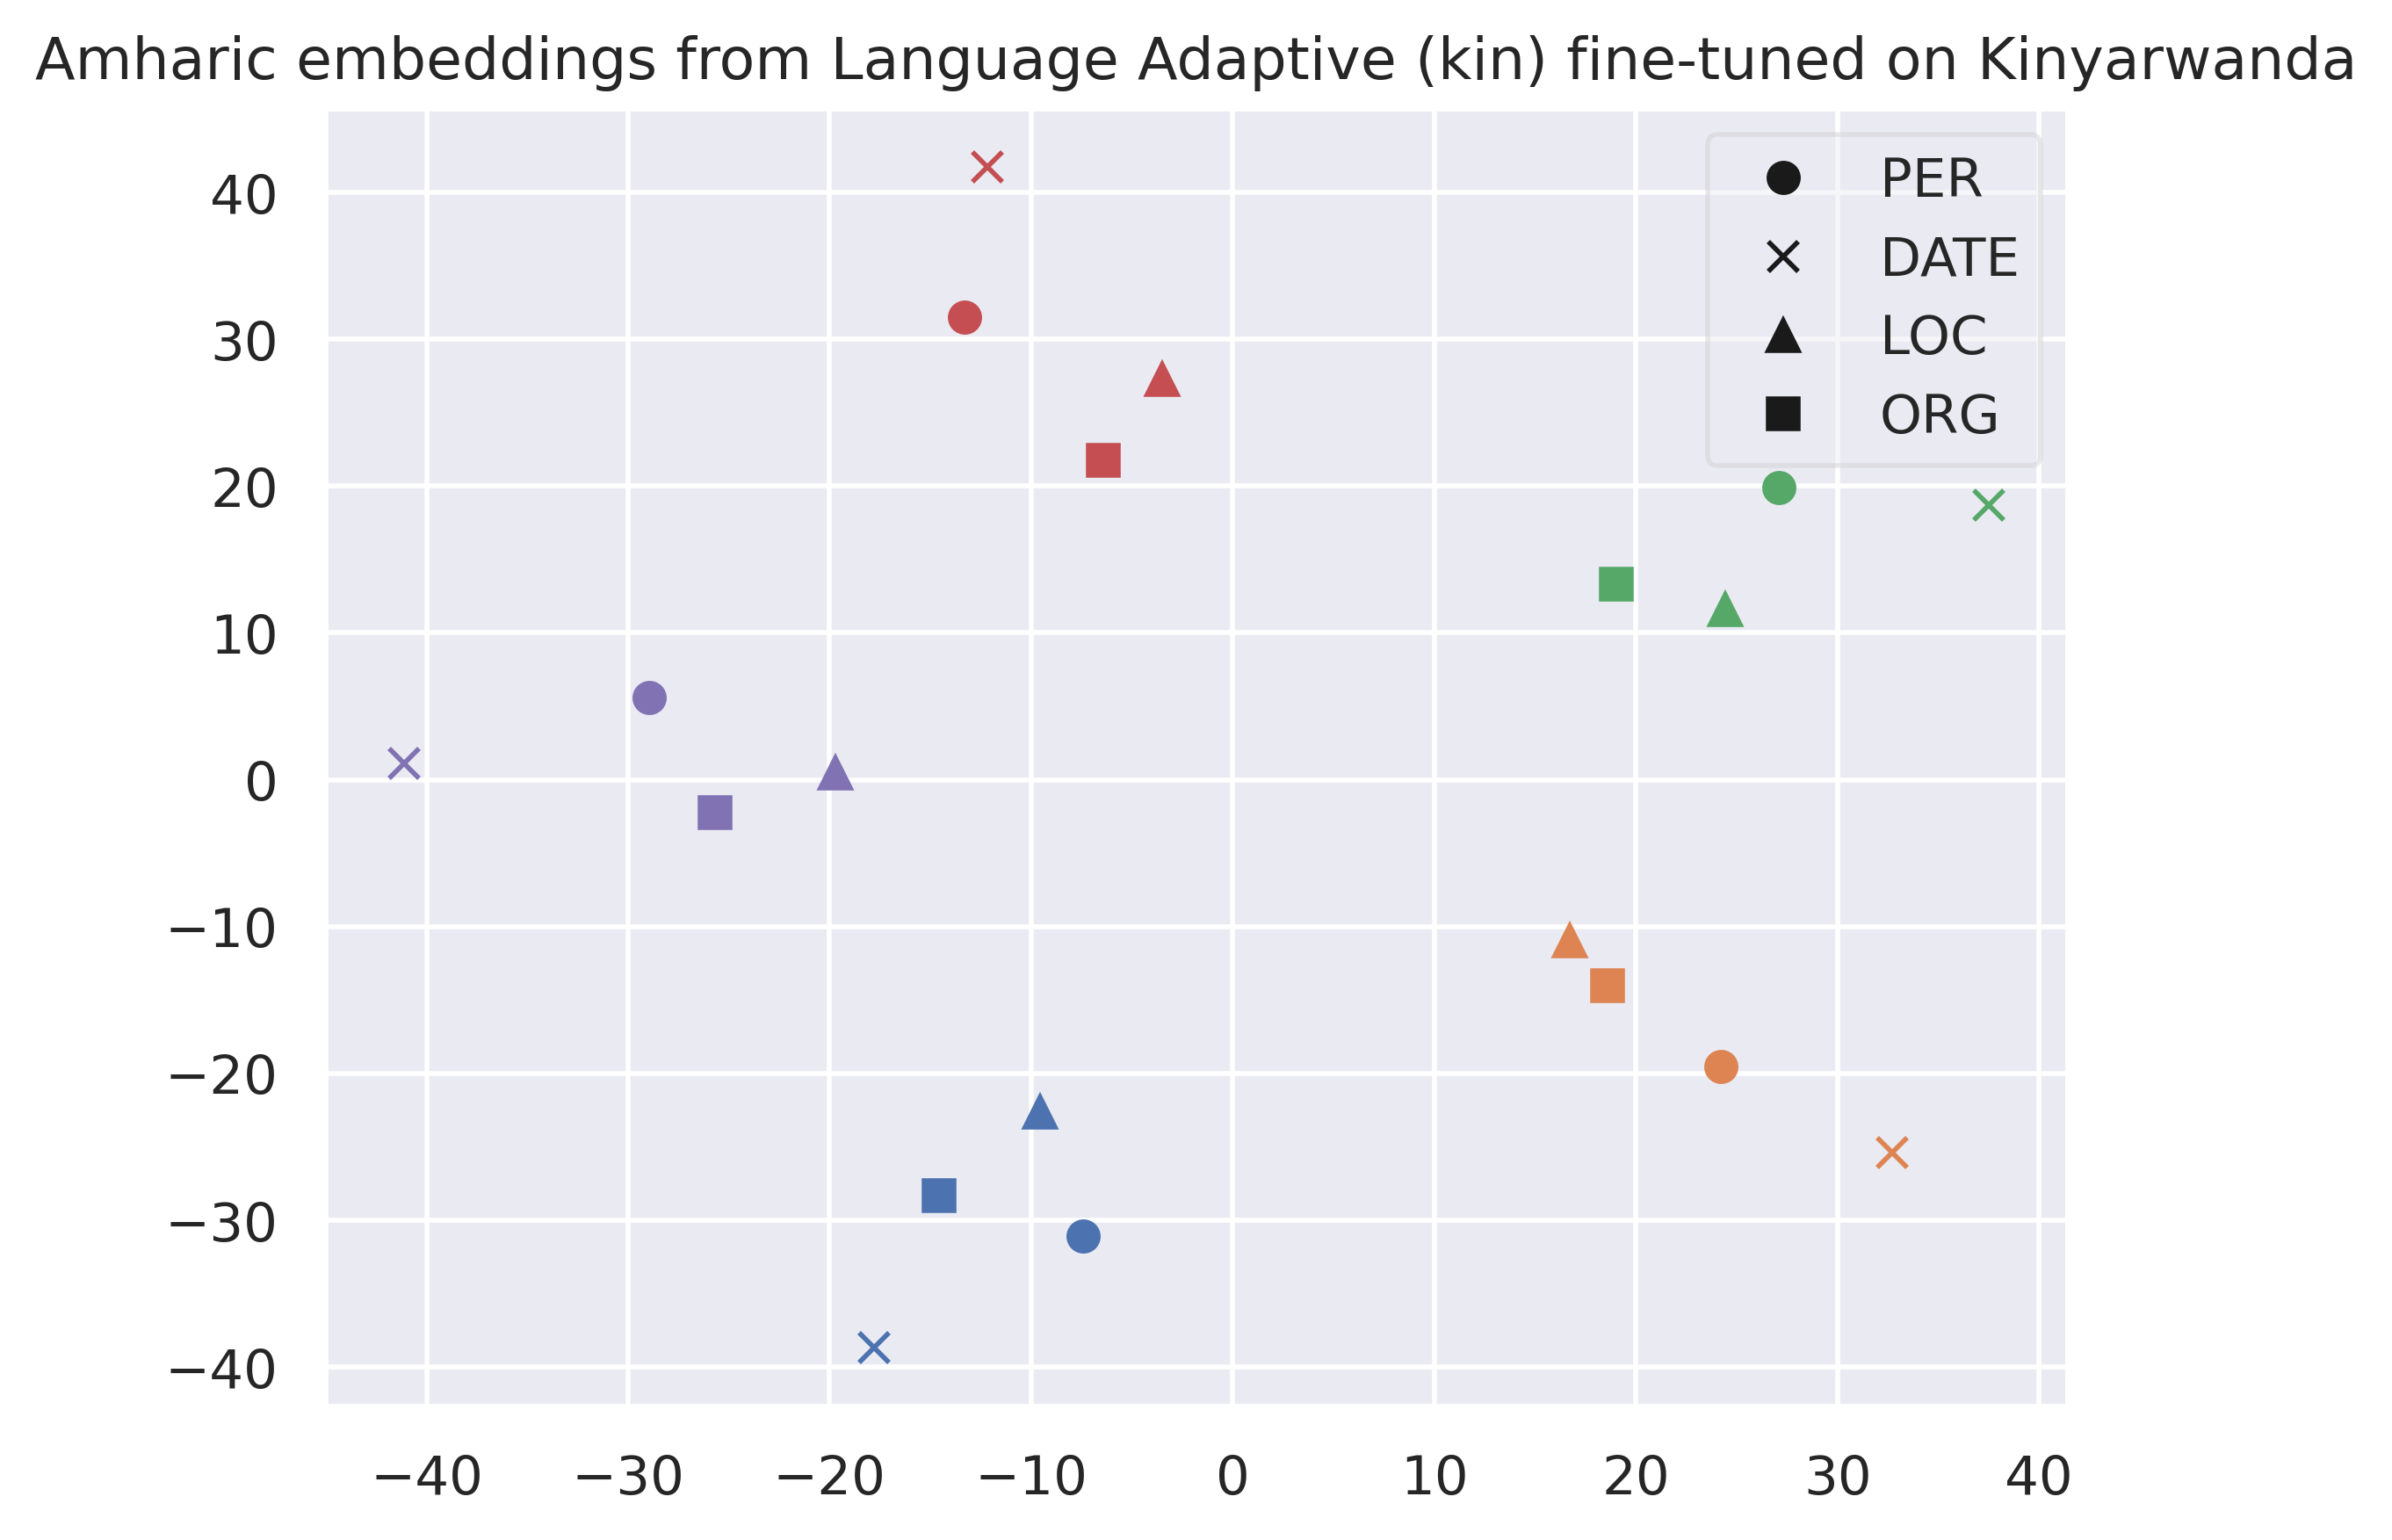 Amharic embeddings from Language Adaptive (kin) fine-tuned on Kinyarwanda
PER
DATE
LOC
ORG
40
30
20
10
0
−10
−20
−30
−40
−40 −30 −20 −10 0 10 20 30 40